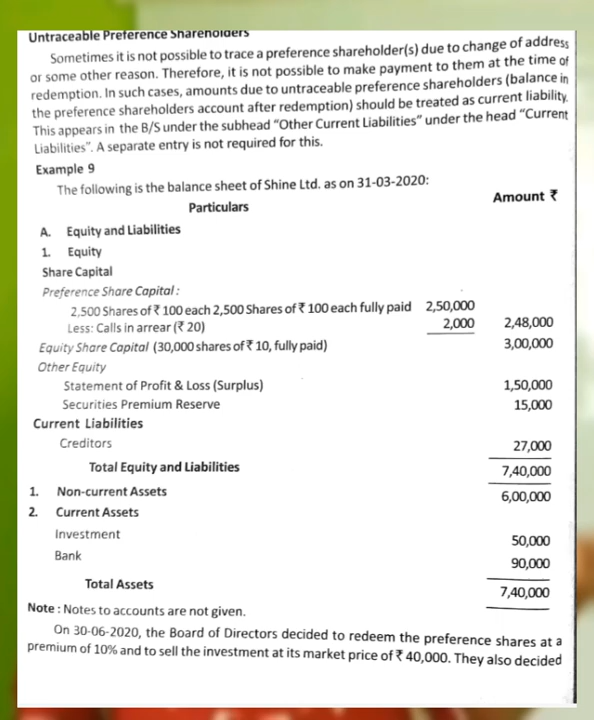 Untraceable Preference Shareholders
Sometimes it is not possible to trace a preference shareholder(s) due to change of address
or some other reason. Therefore, it is not possible to make payment to them at the time of
redemption. In such cases, amounts due to untraceable preference shareholders (balance in
the preference shareholders account after redemption) should be treated as current liability.
This appears in the B/S under the subhead "Other Current Liabilities" under the head "Current
Liabilities". A separate entry is not required for this.
Example 9
The following is the balance sheet of Shine Ltd. as on 31-03-2020:
Particulars Amount ₹
A. Equity and Liabilities
1. Equity
Share Capital
Preference Share Capital :
2,500 Shares of ₹ 100 each 2,500 Shares of ₹ 100 each fully paid 2,50,000
Less: Calls in arrear (₹ 20) 2,000 2,48,000
Equity Share Capital (30,000 shares of ₹ 10, fully paid) 3,00,000
Other Equity
Statement of Profit & Loss (Surplus) 1,50,000
Securities Premium Reserve 15,000
Current Liabilities
Creditors 27,000
Total Equity and Liabilities 7,40,000
1. Non-current Assets 6,00,000
2. Current Assets
Investment 50,000
Bank 90,000
Total Assets 7,40,000
Note : Notes to accounts are not given.
On 30-06-2020, the Board of Directors decided to redeem the preference shares at a
premium of 10% and to sell the investment at its market price of ₹ 40,000. They also decided